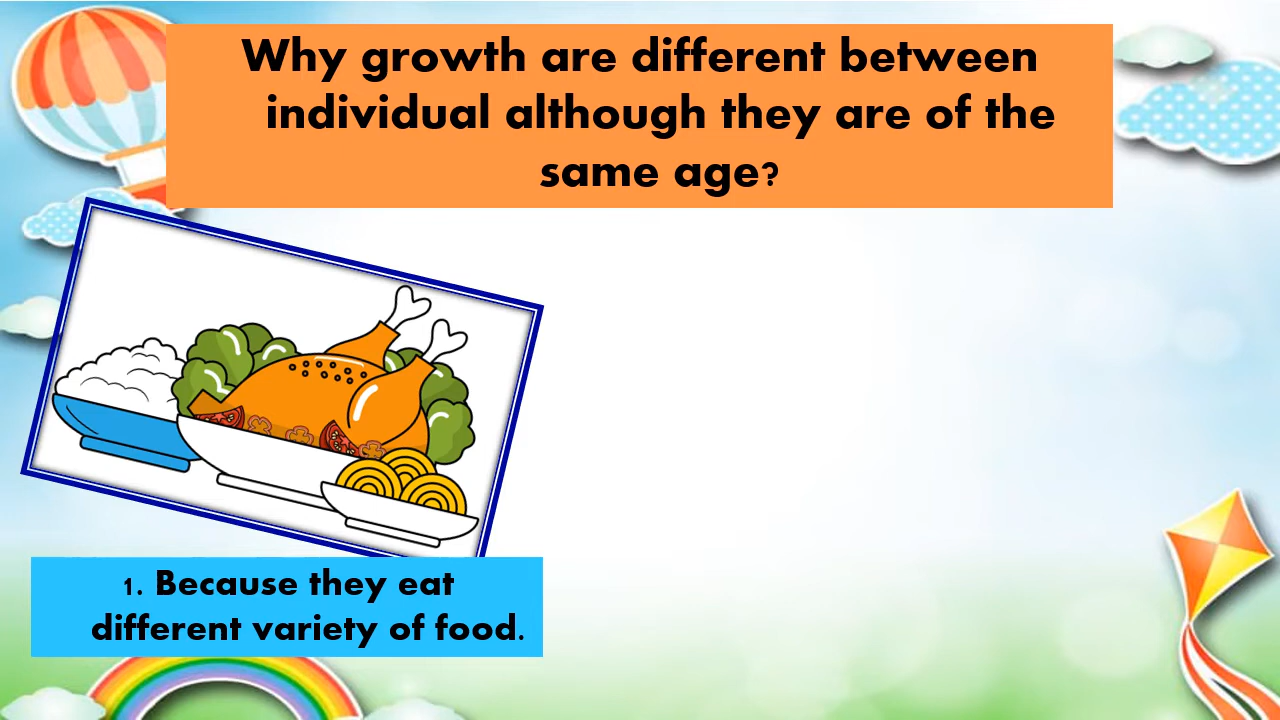 Why growth are different between
individual although they are of the
same age?
1. Because they eat
different variety of food.